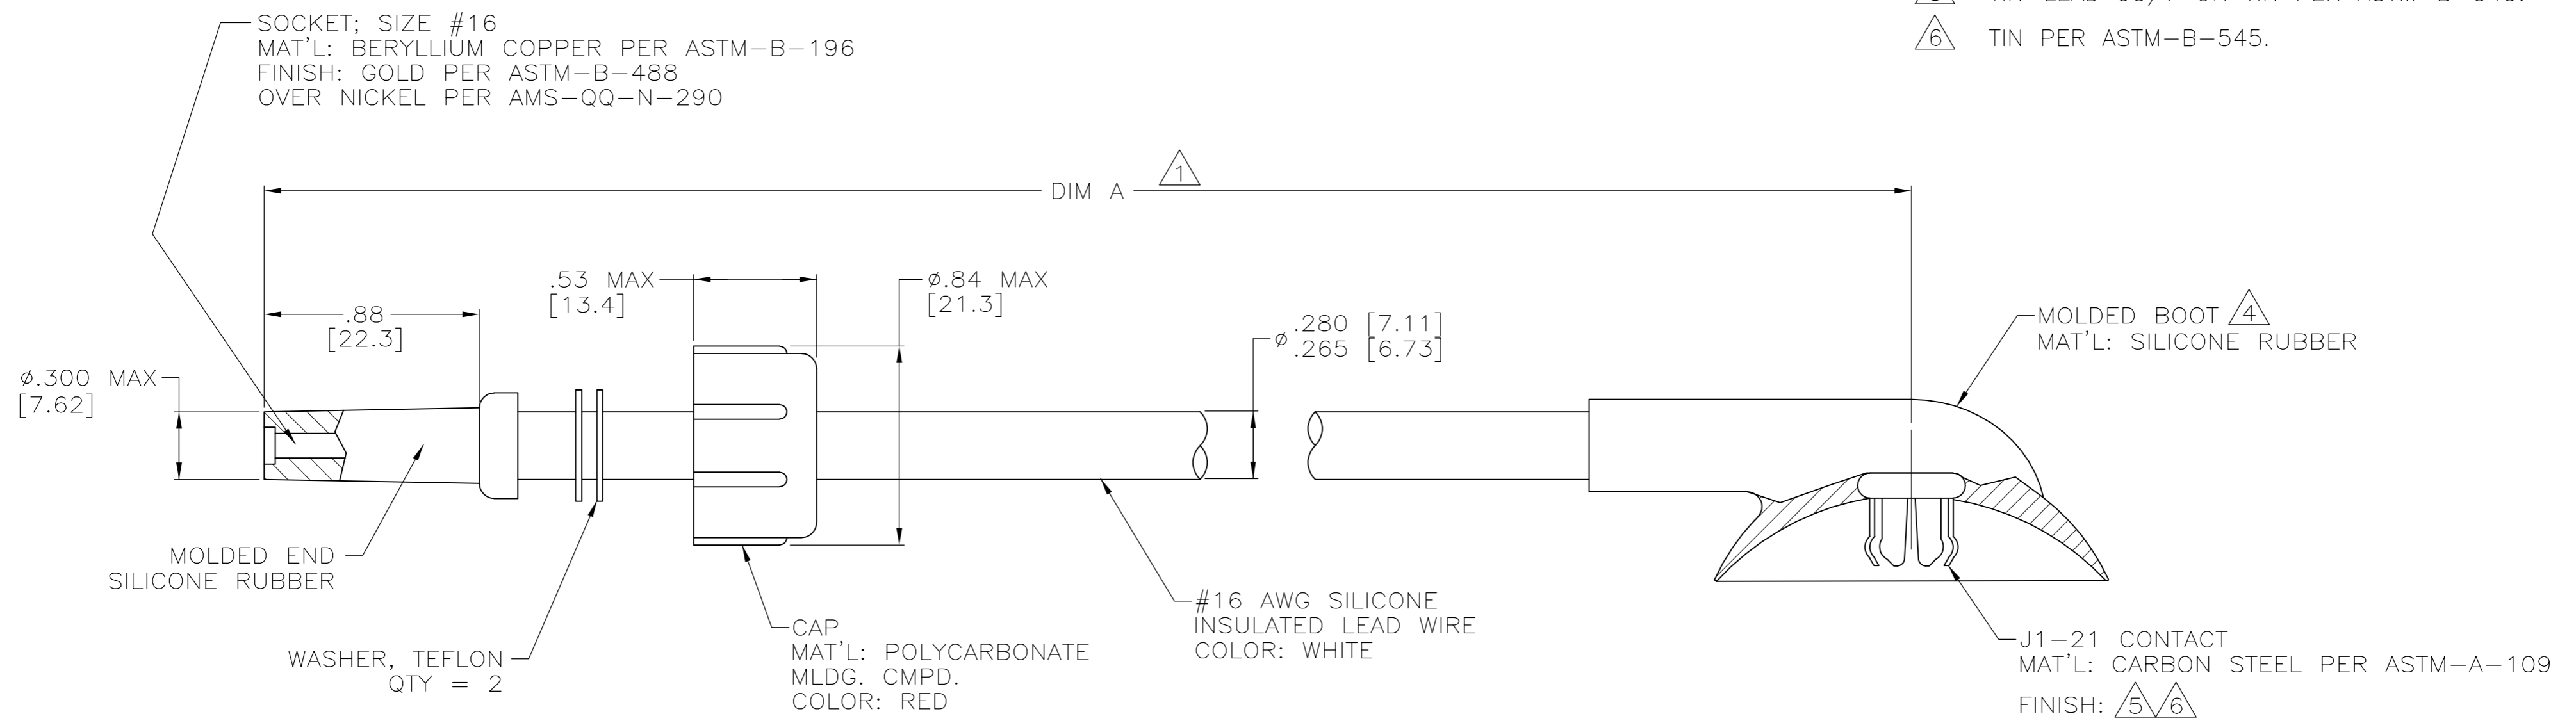 SOCKET; SIZE #16
MAT'L: BERYLLIUM COPPER PER ASTM-B-196
FINISH: GOLD PER ASTM-B-488
OVER NICKEL PER AMS-QQ-N-290
6 TIN PER ASTM-B-545.
DIM A 1
.53 MAX
[13.4]
ø.84 MAX
[21.3]
.88
[22.3]
ø.300 MAX
[7.62]
ø .280 [7.11]
.265 [6.73]
MOLDED BOOT 4
MAT'L: SILICONE RUBBER
MOLDED END
SILICONE RUBBER
WASHER, TEFLON
QTY = 2
CAP
MAT'L: POLYCARBONATE
MLDG. CMPD.
COLOR: RED
#16 AWG SILICONE
INSULATED LEAD WIRE
COLOR: WHITE
J1-21 CONTACT
MAT'L: CARBON STEEL PER ASTM-A-109
FINISH: 5 6